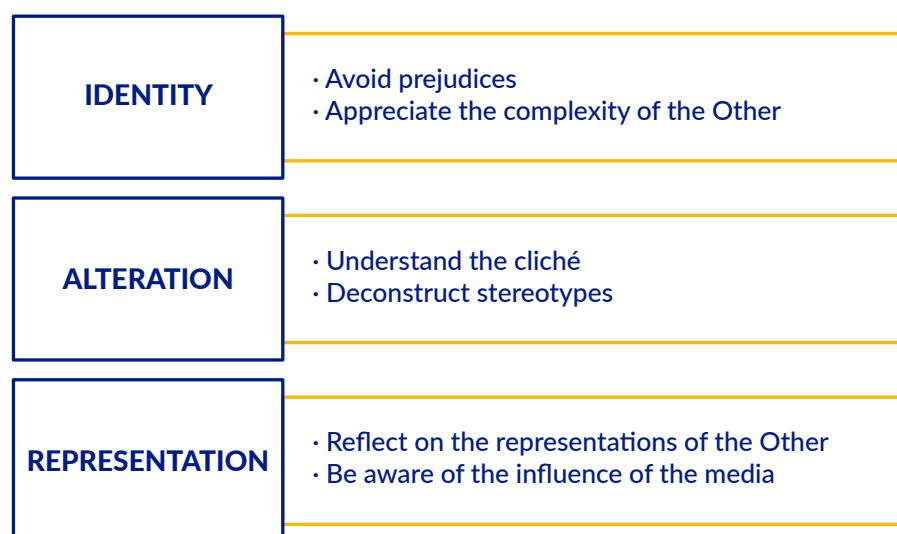 IDENTITY
· Avoid prejudices
· Appreciate the complexity of the Other
ALTERATION
· Understand the cliché
· Deconstruct stereotypes
REPRESENTATION
· Reflect on the representations of the Other
· Be aware of the influence of the media